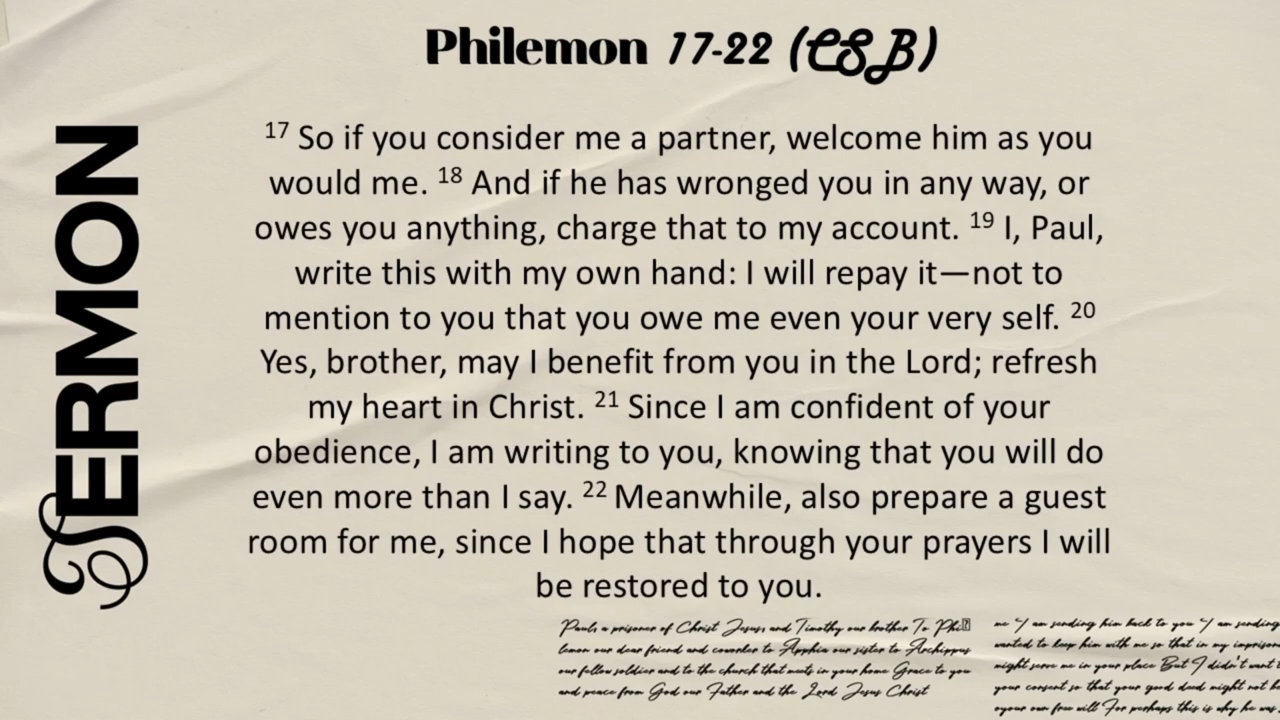 Philemon 17-22 (CSB)
SERMON
17 So if you consider me a partner, welcome him as you
would me. 18 And if he has wronged you in any way, or
owes you anything, charge that to my account. 19 I, Paul,
write this with my own hand: I will repay it—not to
mention to you that you owe me even your very self. 20
Yes, brother, may I benefit from you in the Lord; refresh
my heart in Christ. 21 Since I am confident of your
obedience, I am writing to you, knowing that you will do
even more than I say. 22 Meanwhile, also prepare a guest
room for me, since I hope that through your prayers I will
be restored to you.
Paul, a prisoner of Christ Jesus, and Timothy our brother To Phi
lemon our dear friend and coworker to Apphia our sister to Archippus
our fellow soldier and to the church that meets in your home Grace to you
and peace from God our Father and the Lord Jesus Christ
me I am sending him back to you I am sending
wanted to keep him with me so that in my imprison
might serve me in your place But I didn't want
your consent so that your good deed might not b
your own free will For perhaps this is why he was